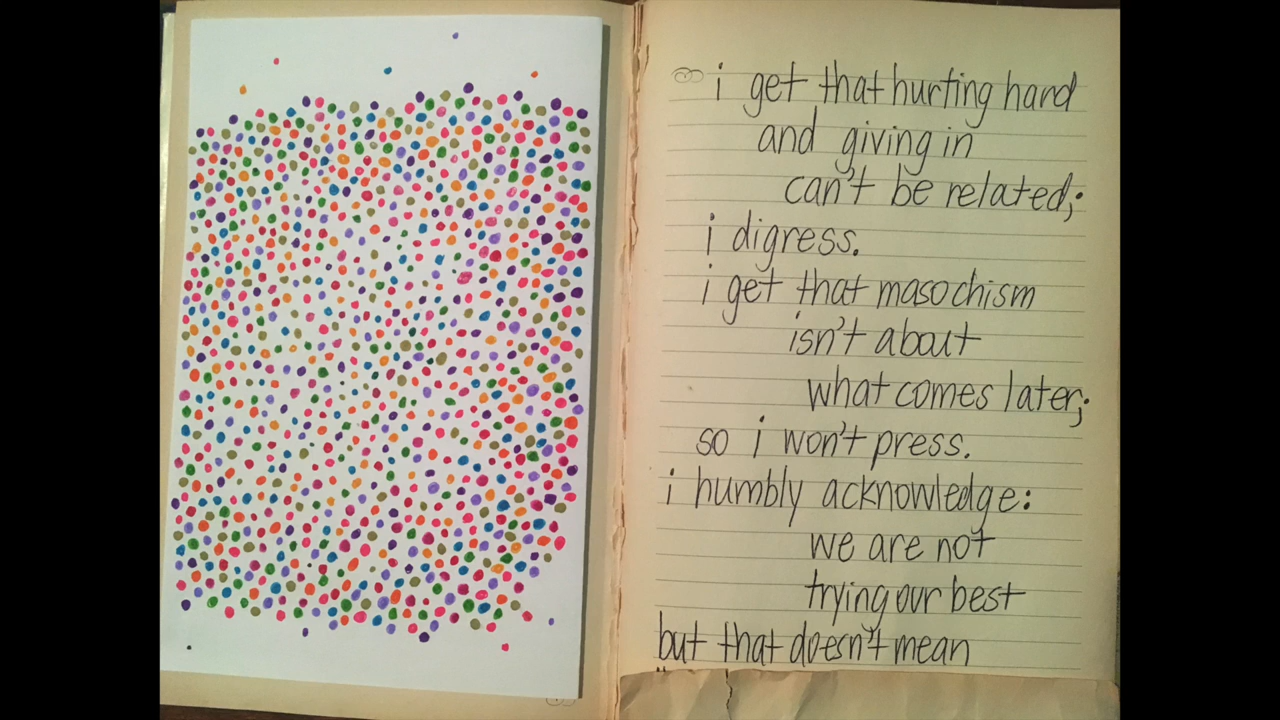 i get that hurting hard
and giving in
can't be related;
i digress.
i get that masochism
isn't about
what comes later;
so i won't press.
i humbly acknowledge:
we are not
trying our best
but that doesn't mean